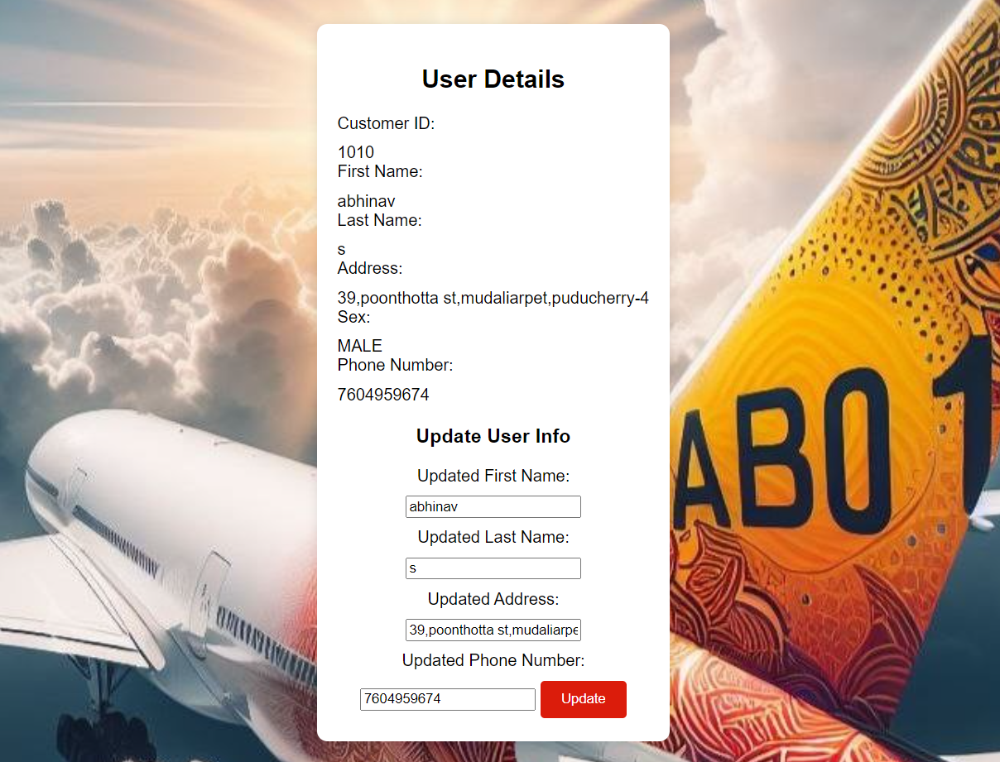 User Details
Customer ID:
1010
First Name:
abhinav
Last Name:
s
Address:
39,poonthotta st,mudaliarpet,puducherry-4
Sex:
MALE
Phone Number:
7604959674
Update User Info
Updated First Name:
abhinav
Updated Last Name:
s
Updated Address:
39,poonthotta st,mudaliarpe
Updated Phone Number:
7604959674 Update
ABO 1